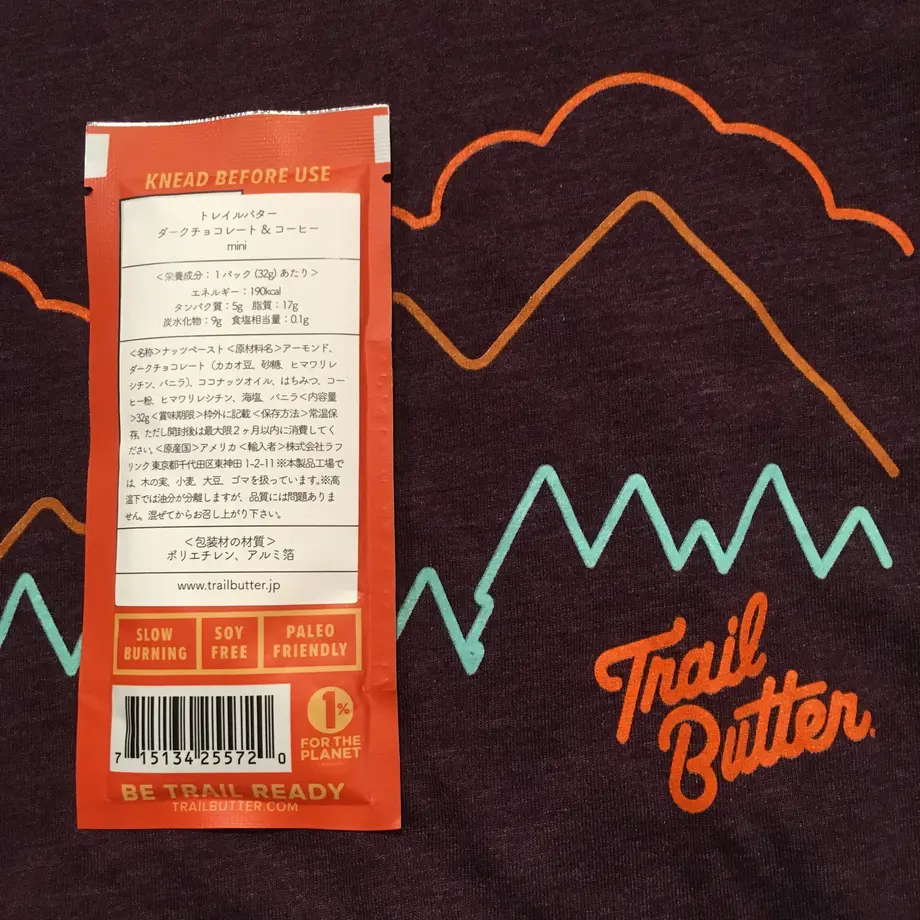 KNEAD BEFORE USE
トレイルバター
ダークチョコレート & コーヒー
mini
<栄養成分：1パック (32g) あたり>
エネルギー：190kcal
タンパク質：5g 脂質：17g
炭水化物：9g 食塩相当量：0.1g
<名称>ナッツペースト<原材料名>アーモンド、
ダークチョコレート（カカオ豆、砂糖、ヒマワリレ
シチン、バニラ）、ココナッツオイル、はちみつ、コー
ヒー粉、ヒマワリレシチン、海塩、バニラ<内容量
>32g<賞味期限>枠外に記載<保存方法>常温保
存。ただし開封後は最大限2ヶ月以内に消費してく
ださい。<原産国>アメリカ<輸入者>株式会社ラフ
リンク東京都千代田区東神田1-2-11※本製品工場で
は、木の実、小麦、大豆、ゴマを扱っています。※高
温下では油分が分離しますが、品質には問題ありま
せん。混ぜてからお召し上がり下さい。
<包装材の材質>
ポリエチレン、アルミ箔
www.trailbutter.jp
SLOW
BURNING
SOY
FREE
PALEO
FRIENDLY
7 15134 25572 0
1%
FOR THE
PLANET
BE TRAIL READY
TRAILBUTTER.COM
Trail
Butter